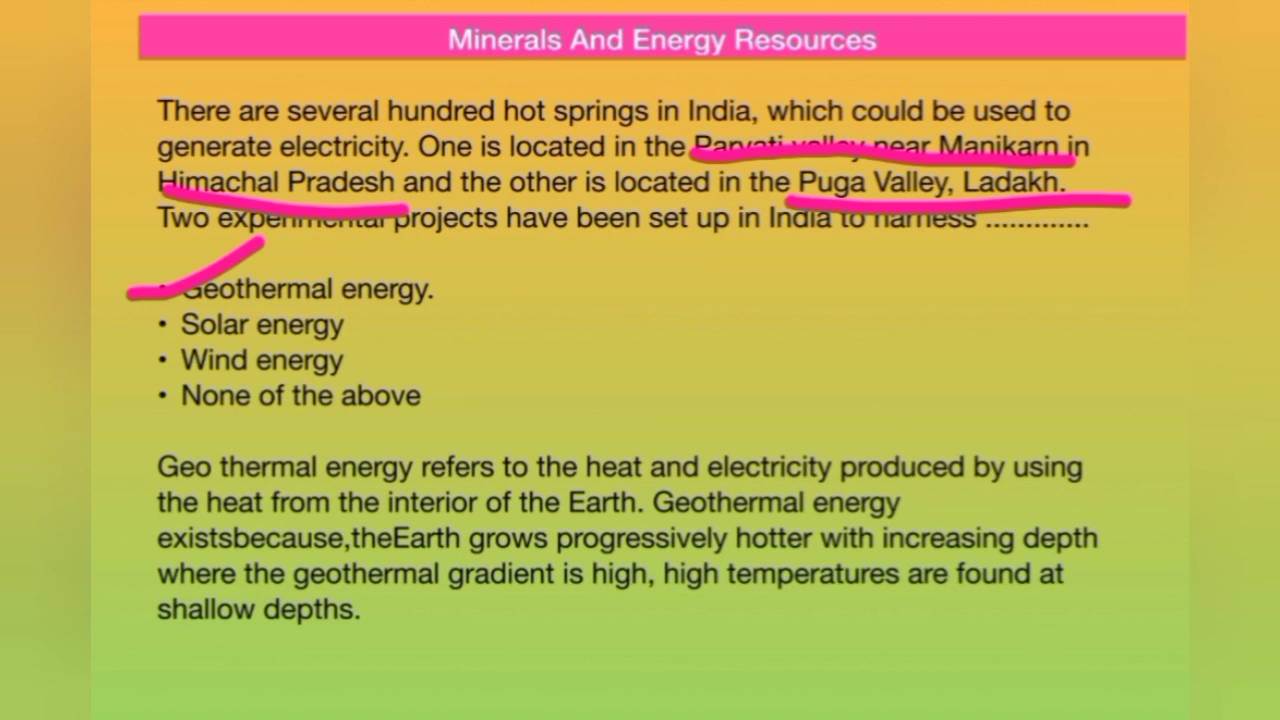 Minerals And Energy Resources
There are several hundred hot springs in India, which could be used to
generate electricity. One is located in the Parvati valley near Manikarn in
Himachal Pradesh and the other is located in the Puga Valley, Ladakh.
Two experimental projects have been set up in India to harness .............
• Geothermal energy.
• Solar energy
• Wind energy
• None of the above
Geo thermal energy refers to the heat and electricity produced by using
the heat from the interior of the Earth. Geothermal energy
existsbecause,theEarth grows progressively hotter with increasing depth
where the geothermal gradient is high, high temperatures are found at
shallow depths.